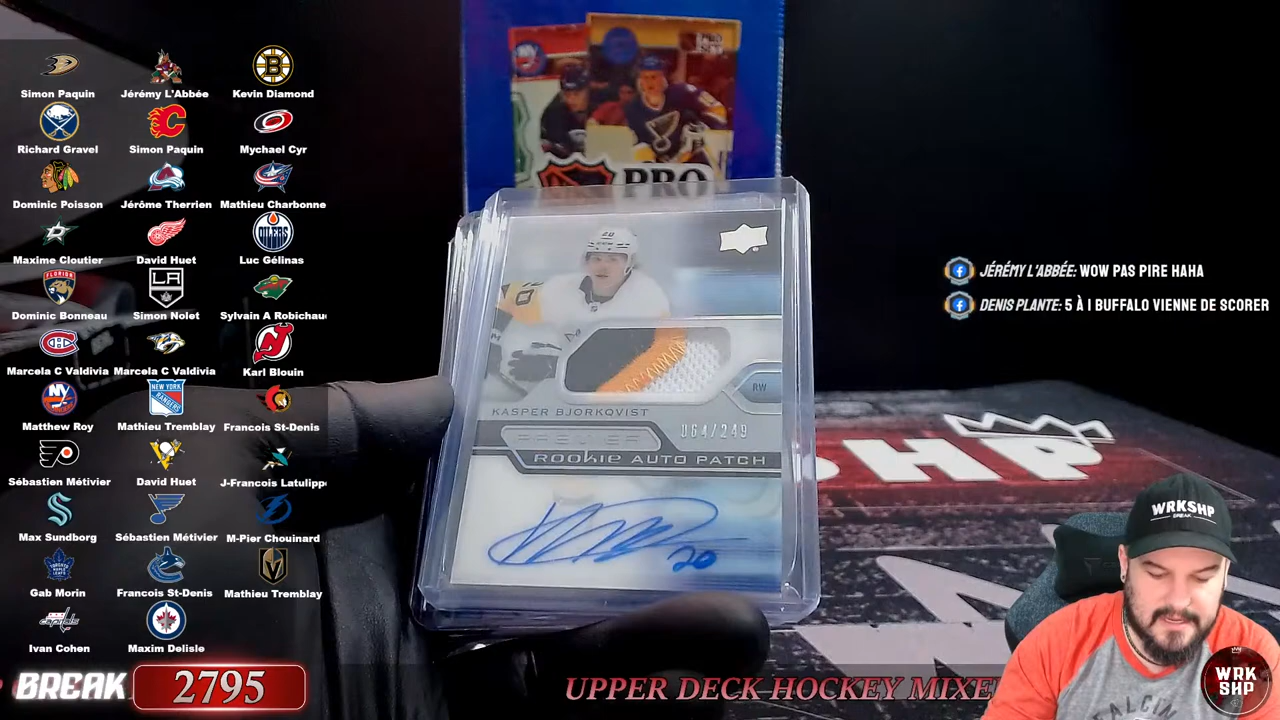 Simon Paquin Jérémy L'Abbée Kevin Diamond
Richard Gravel Simon Paquin Mychael Cyr
Dominic Poisson Jérôme Therrien Mathieu Charbonne
Maxime Cloutier David Huet Luc Gélinas
Dominic Bonneau Simon Nolet Sylvain A Robichau
Marcela C Valdivia Marcela C Valdivia Karl Blouin
Matthew Roy Mathieu Tremblay Francois St-Denis
Sébastien Métivier David Huet J-Francois Latulipp
Max Sundborg Sébastien Métivier M-Pier Chouinard
Gab Morin Francois St-Denis Mathieu Tremblay
Ivan Cohen Maxim Delisle
BREAK 2795
PRO
20
RW
KASPER BJORKQVIST
PREMIER
064/249
ROOKIE AUTO PATCH
20
SHP
JÉRÉMY L'ABBÉE: WOW PAS PIRE HAHA
DENIS PLANTE: 5 À 1 BUFFALO VIENNE DE SCORER
WRKSHP
BREAK
UPPER DECK HOCKEY MIXE
WRK
SHP